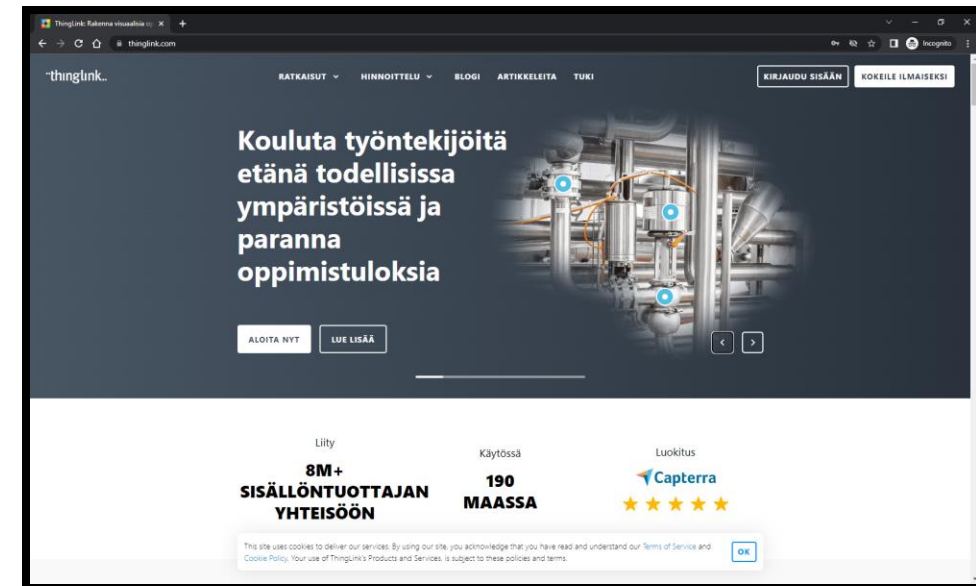 ThingLink: Rakenna visuaalisia
thinglink.com
Incognito
¨thınglınk..
RATKAISUT
HINNOITTELU
BLOGI
ARTIKKELEITA
TUKI
KIRJAUDU SISÄÄN
KOKEILE ILMAISEKSI
Kouluta työntekijöitä
etänä todellisissa
ympäristöissä ja
paranna
oppimistuloksia
ALOITA NYT
LUE LISÄÄ
Liity
8M+
SISÄLLÖNTUOTTAJAN
YHTEISÖÖN
Käytössä
190
MAASSA
Luokitus
Capterra
This site uses cookies to deliver our services. By using our site, you acknowledge that you have read and understand our Terms of Service and
Cookie Policy. Your use of ThingLink's Products and Services, is subject to these policies and terms.
OK